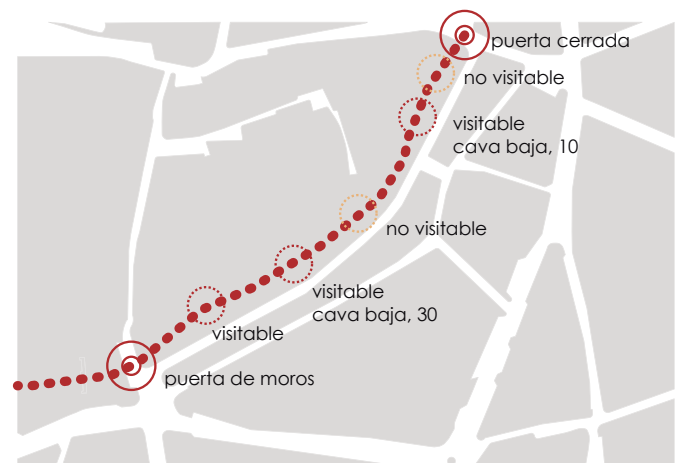 puerta cerrada
no visitable
visitable
cava baja, 10
no visitable
visitable
cava baja, 30
visitable
puerta de moros